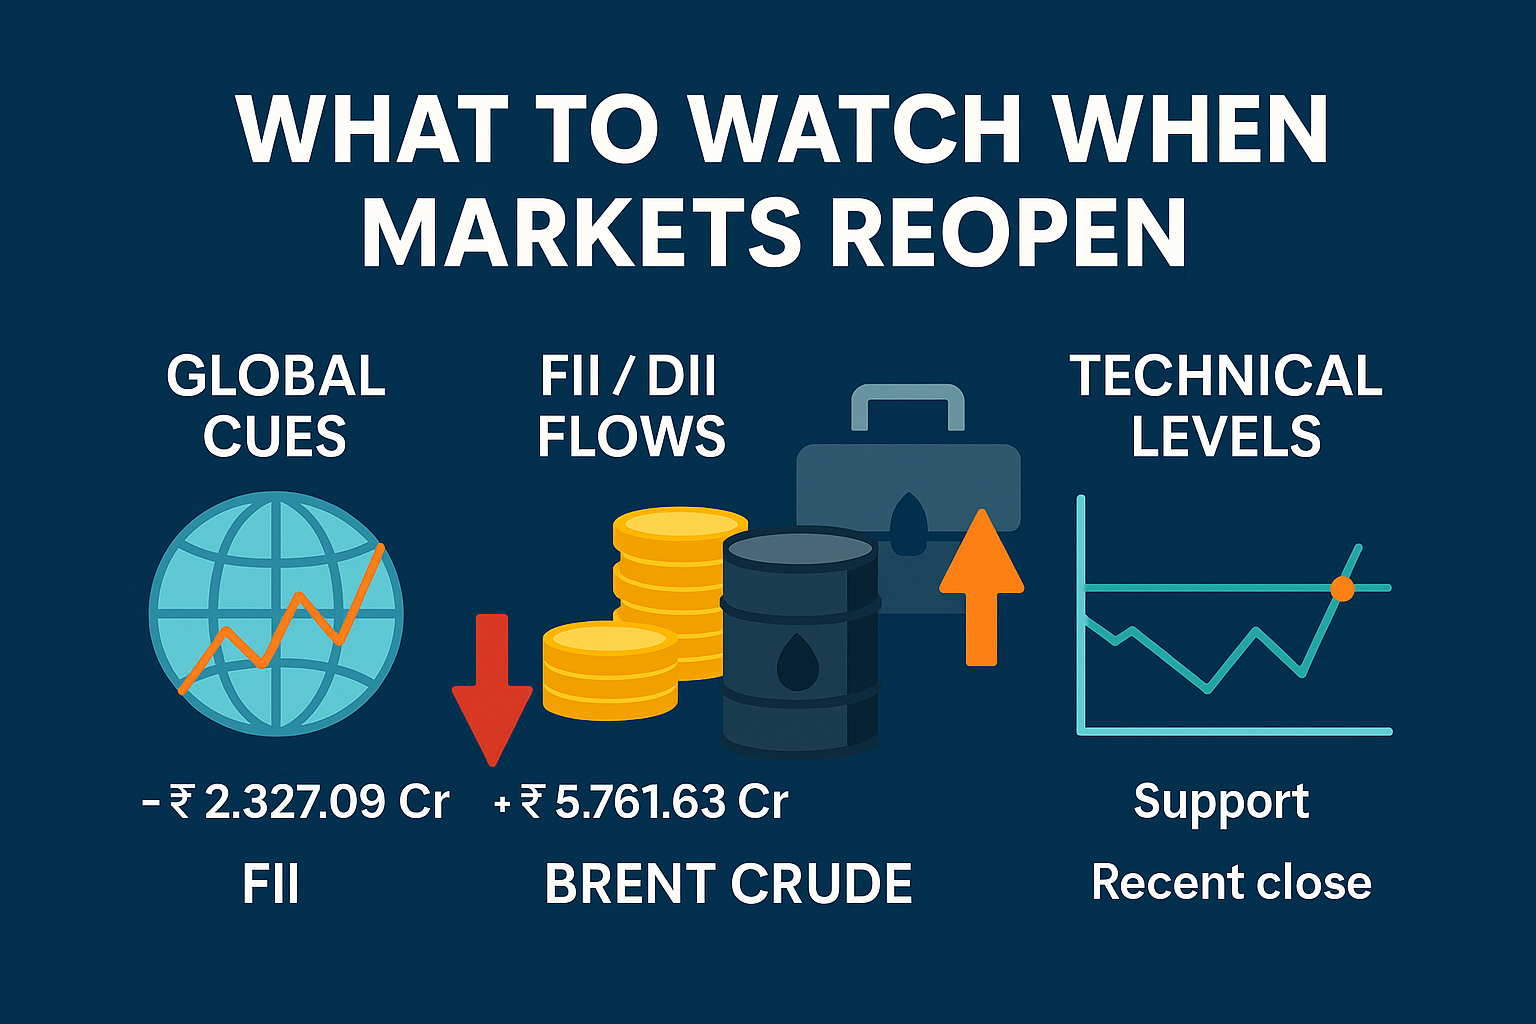 WHAT TO WATCH WHEN
MARKETS REOPEN
GLOBAL
CUES
FII / DII
FLOWS
TECHNICAL
LEVELS
- ₹ 2.327.09 Cr
FII
+ ₹ 5.761.63 Cr
BRENT CRUDE
Support
Recent close